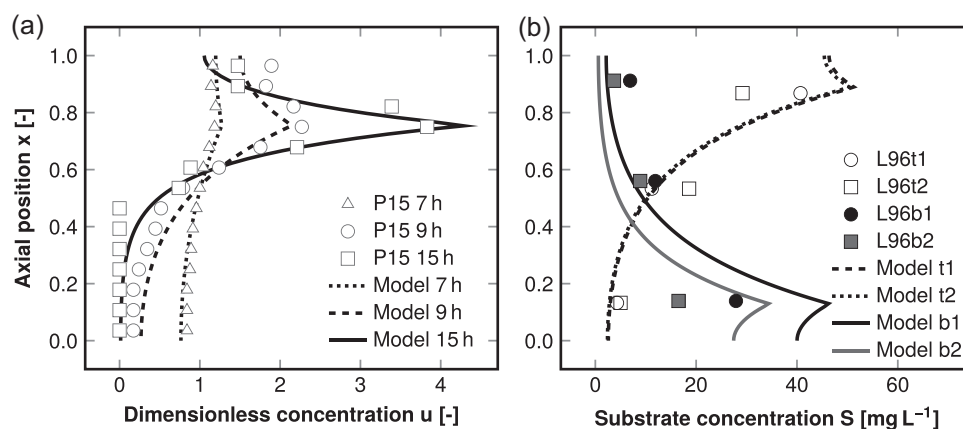 (a)
Axial position x [-]
1.0
0.8
0.6
0.4
0.2
0.0
P15 7 h
P15 9 h
P15 15 h
Model 7 h
Model 9 h
Model 15 h
0 1 2 3 4
Dimensionless concentration u [-]
(b)
1.0
0.8
0.6
0.4
0.2
0.0
L96t1
L96t2
L96b1
L96b2
Model t1
Model t2
Model b1
Model b2
0 20 40 60
Substrate concentration S [mg L⁻¹]